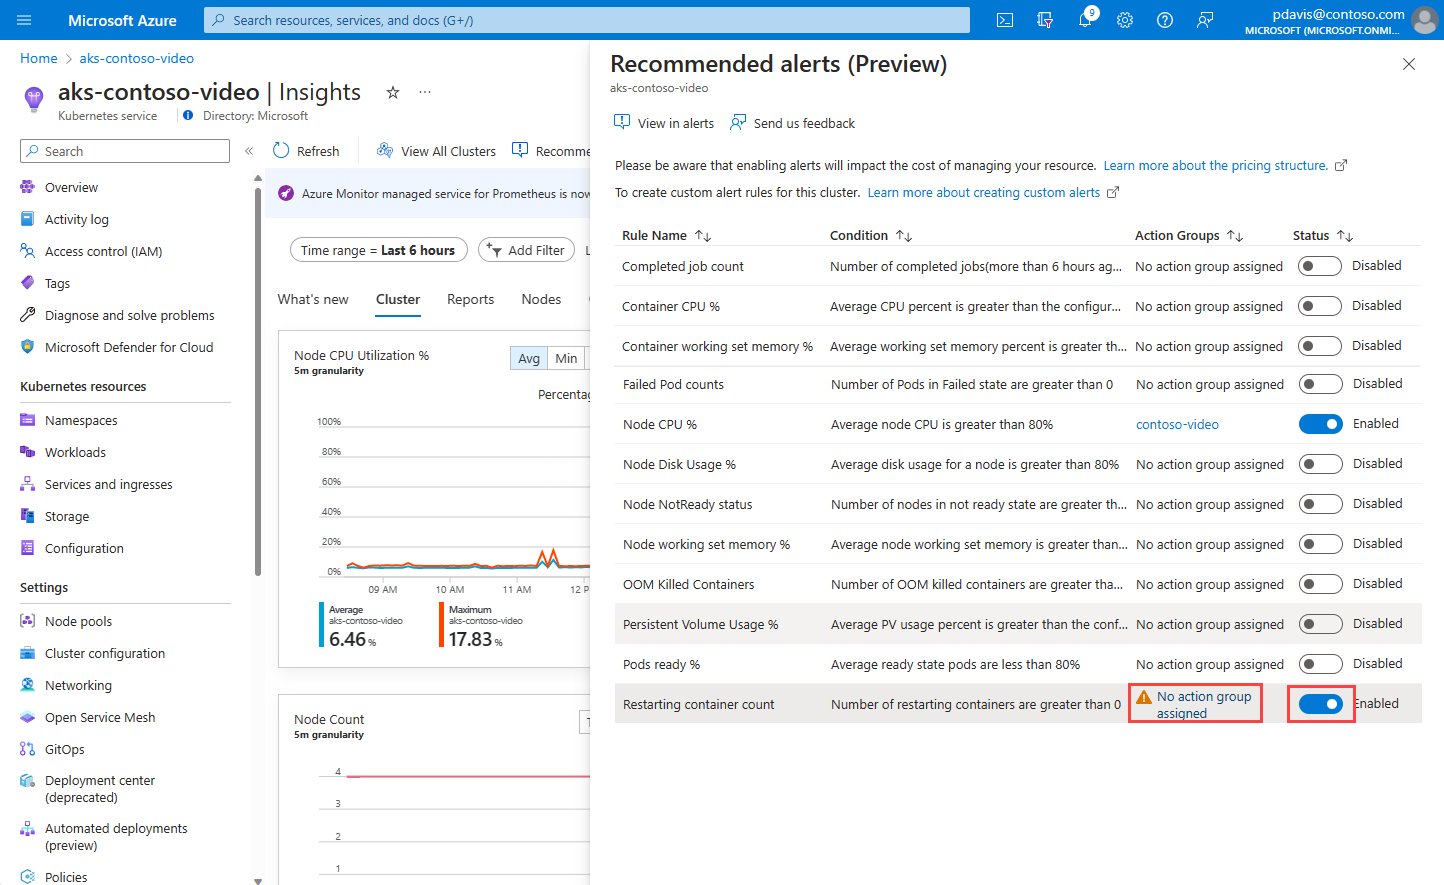 Microsoft Azure
Search resources, services, and docs (G+/)
9
pdavis@contoso.com
MICROSOFT (MICROSOFT.ONMI...
Home > aks-contoso-video
aks-contoso-video | Insights
Kubernetes service
Directory: Microsoft
Search
Overview
Activity log
Access control (IAM)
Tags
Diagnose and solve problems
Microsoft Defender for Cloud
Kubernetes resources
Namespaces
Workloads
Services and ingresses
Storage
Configuration
Settings
Node pools
Cluster configuration
Networking
Open Service Mesh
GitOps
Deployment center
(deprecated)
Automated deployments
(preview)
Policies
Refresh
View All Clusters
Recomme
Azure Monitor managed service for Prometheus is now
Time range = Last 6 hours
Add Filter
What's new
Cluster
Reports
Nodes
Node CPU Utilization %
5m granularity
Avg
Min
Percentag
100%
80%
60%
40%
20%
0%
09 AM
10 AM
11 AM
12 P
Average
aks-contoso-video
6.46 %
Maximum
aks-contoso-video
17.83 %
Node Count
5m granularity
4
3
2
1
Recommended alerts (Preview)
aks-contoso-video
View in alerts
Send us feedback
Please be aware that enabling alerts will impact the cost of managing your resource. Learn more about the pricing structure.
To create custom alert rules for this cluster. Learn more about creating custom alerts
Rule Name Condition Action Groups Status
Completed job count Number of completed jobs(more than 6 hours ag... No action group assigned Disabled
Container CPU % Average CPU percent is greater than the configur... No action group assigned Disabled
Container working set memory % Average working set memory percent is greater th... No action group assigned Disabled
Failed Pod counts Number of Pods in Failed state are greater than 0 No action group assigned Disabled
Node CPU % Average node CPU is greater than 80% contoso-video Enabled
Node Disk Usage % Average disk usage for a node is greater than 80% No action group assigned Disabled
Node NotReady status Number of nodes in not ready state are greater th... No action group assigned Disabled
Node working set memory % Average node working set memory is greater than... No action group assigned Disabled
OOM Killed Containers Number of OOM killed containers are greater tha... No action group assigned Disabled
Persistent Volume Usage % Average PV usage percent is greater than the conf... No action group assigned Disabled
Pods ready % Average ready state pods are less than 80% No action group assigned Disabled
Restarting container count Number of restarting containers are greater than 0 No action group
assigned Enabled